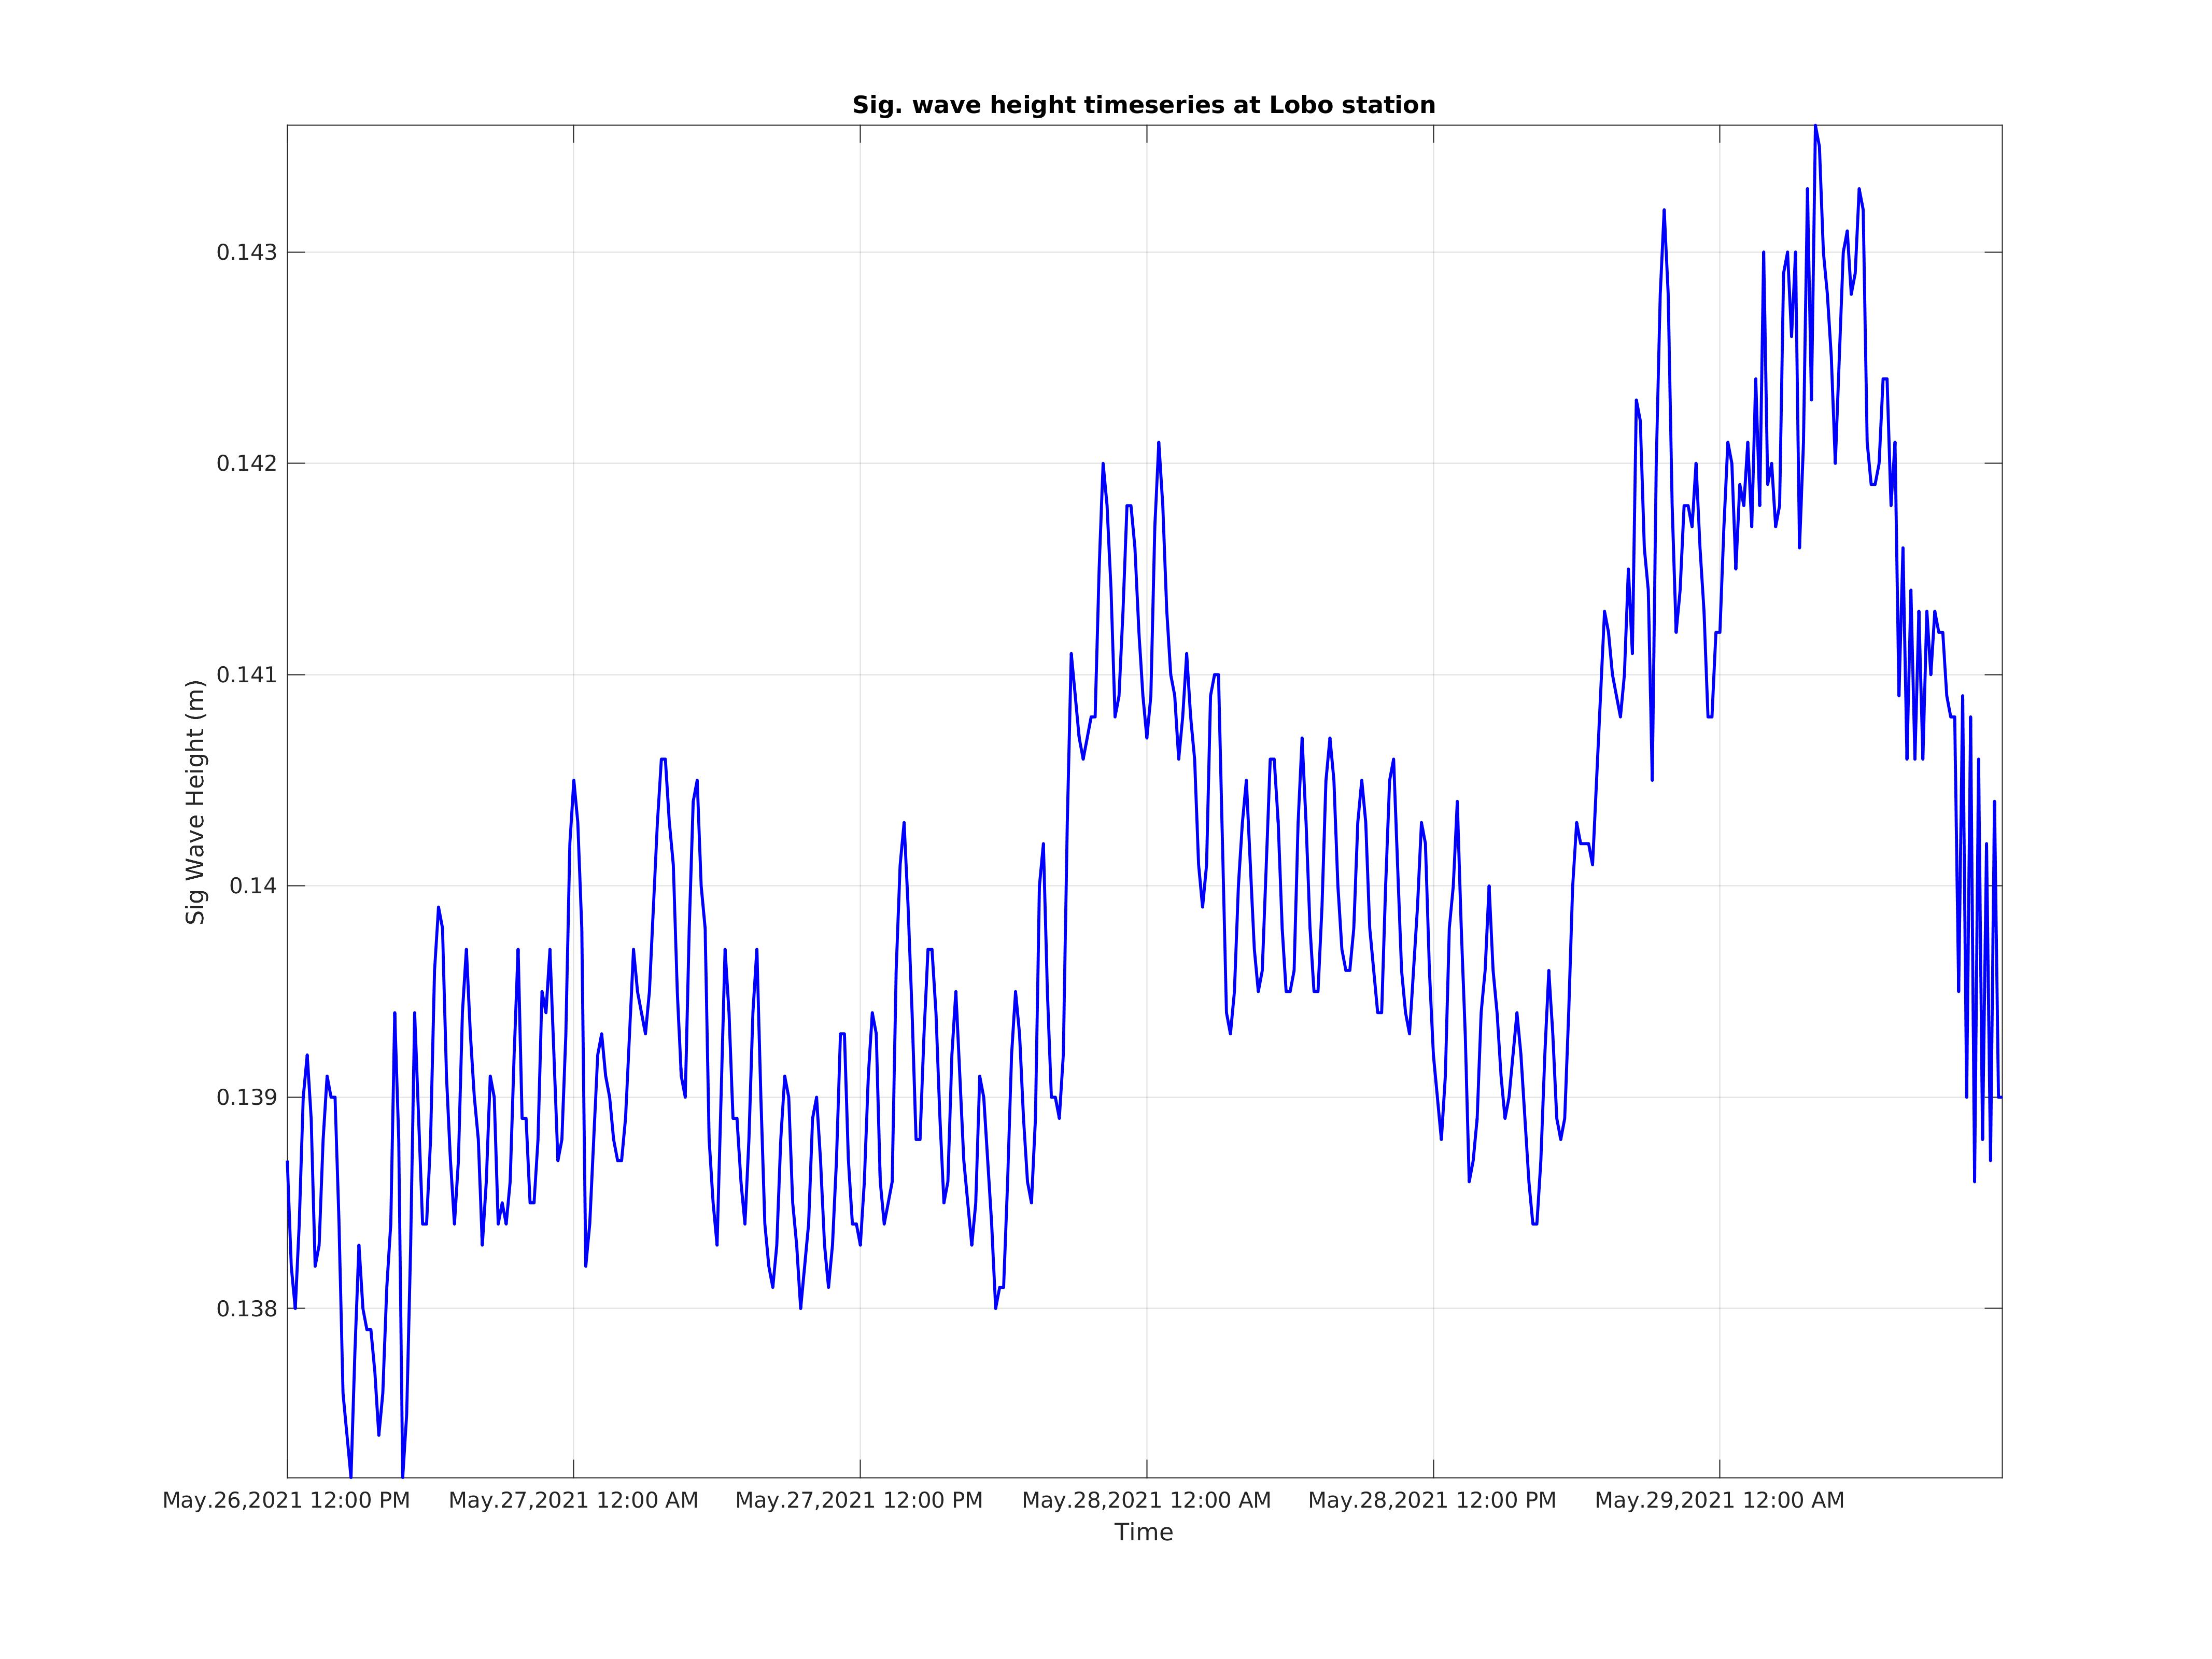 Sig. wave height timeseries at Lobo station
0.143
0.142
0.141
0.14
0.139
0.138
Sig Wave Height (m)
May.26,2021 12:00 PM
May.27,2021 12:00 AM
May.27,2021 12:00 PM
May.28,2021 12:00 AM
May.28,2021 12:00 PM
May.29,2021 12:00 AM
Time